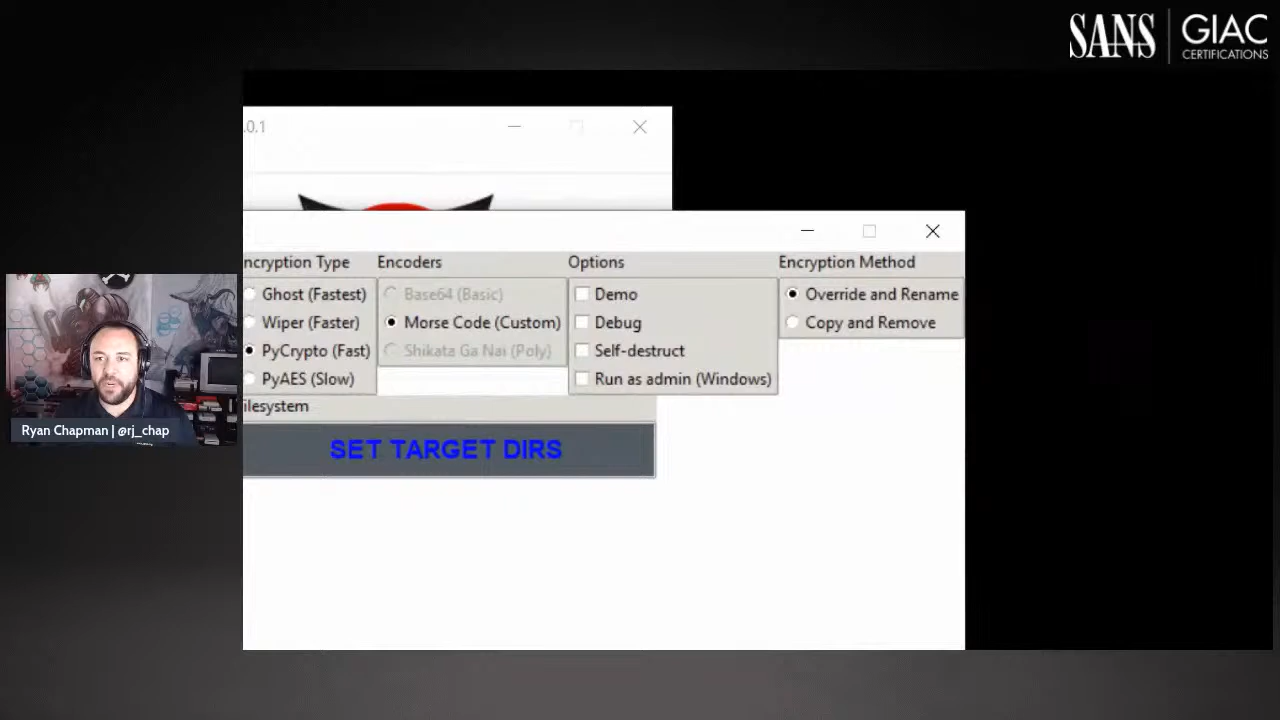 SANS
GIAC
CERTIFICATIONS
.0.1
ncryption Type
Encoders
Options
Encryption Method
Ghost (Fastest)
Base64 (Basic)
Demo
Override and Rename
Wiper (Faster)
Morse Code (Custom)
Debug
Copy and Remove
PyCrypto (Fast)
Shikata Ga Nai (Poly)
Self-destruct
PyAES (Slow)
Run as admin (Windows)
ilesystem
SET TARGET DIRS
Ryan Chapman | @rj_chap